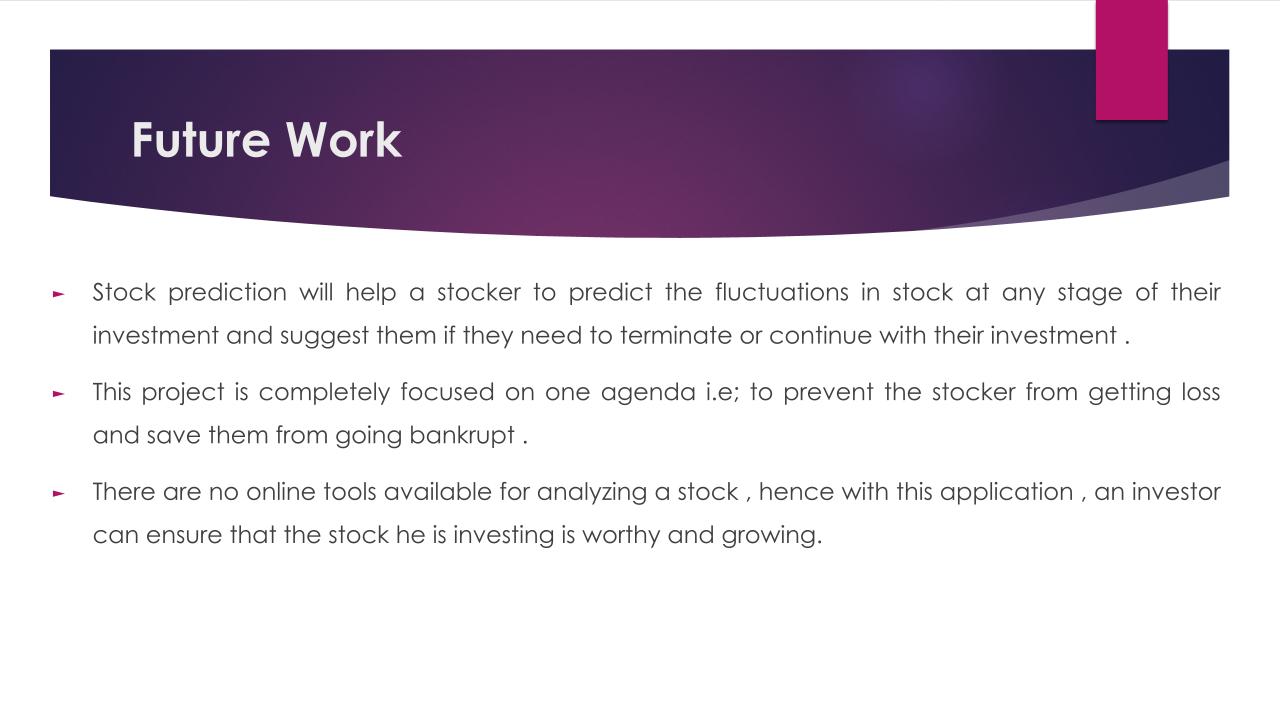 Future Work
► Stock prediction will help a stocker to predict the fluctuations in stock at any stage of their
investment and suggest them if they need to terminate or continue with their investment .
► This project is completely focused on one agenda i.e; to prevent the stocker from getting loss
and save them from going bankrupt .
► There are no online tools available for analyzing a stock , hence with this application , an investor
can ensure that the stock he is investing is worthy and growing.